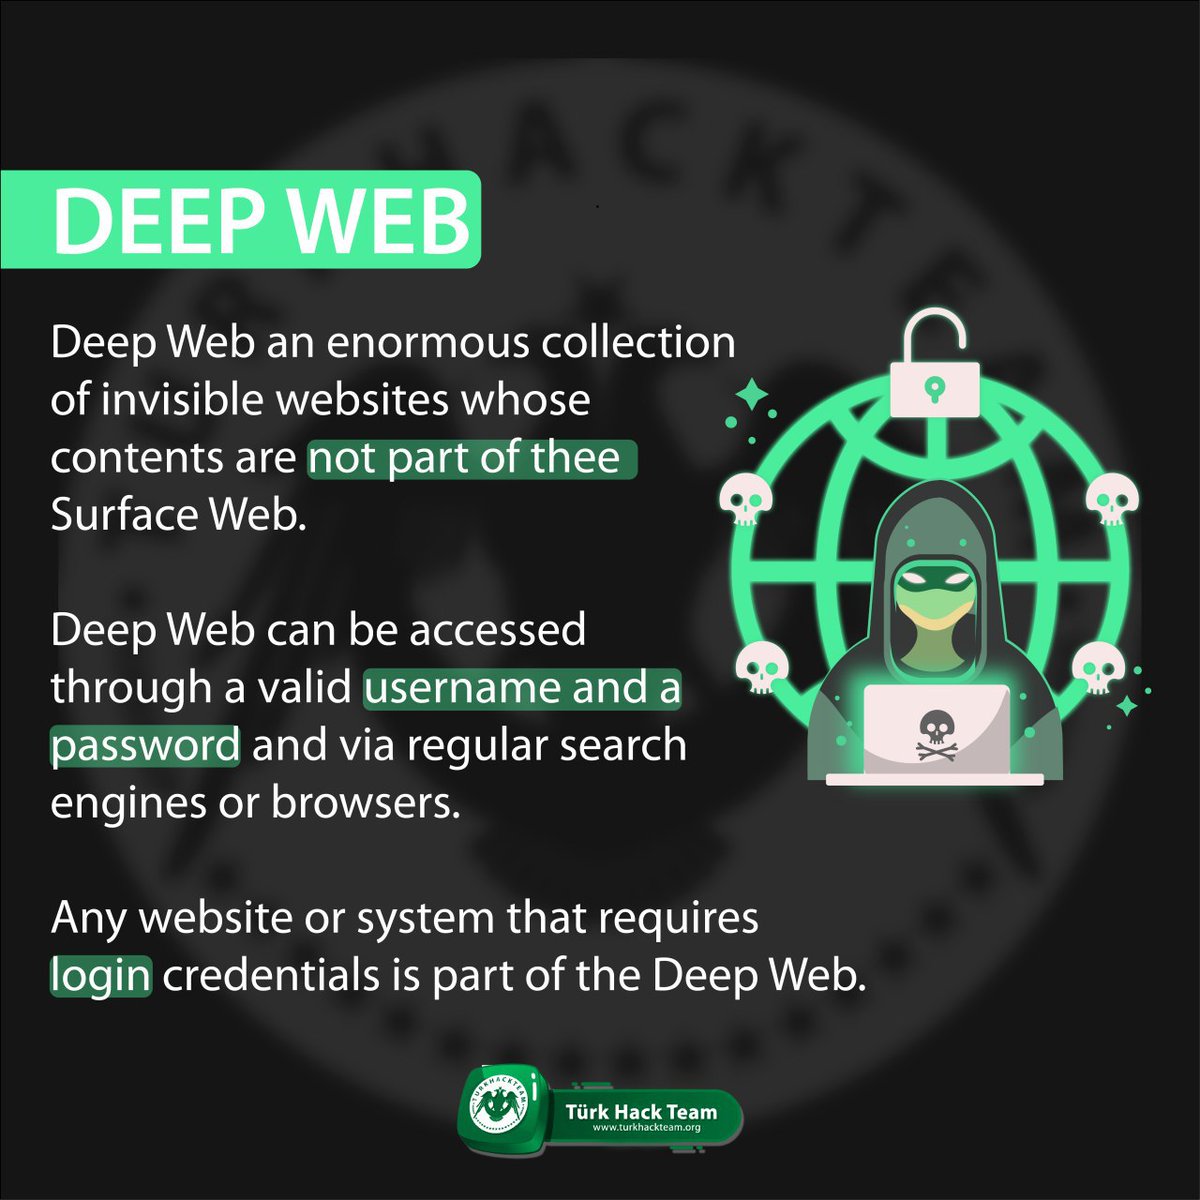 DEEP WEB
Deep Web an enormous collection
of invisible websites whose
contents are not part of thee
Surface Web.
Deep Web can be accessed
through a valid username and a
password and via regular search
engines or browsers.
Any website or system that requires
login credentials is part of the Deep Web.
TURKHACKTEAM
Türk Hack Team
www.turkhackteam.org